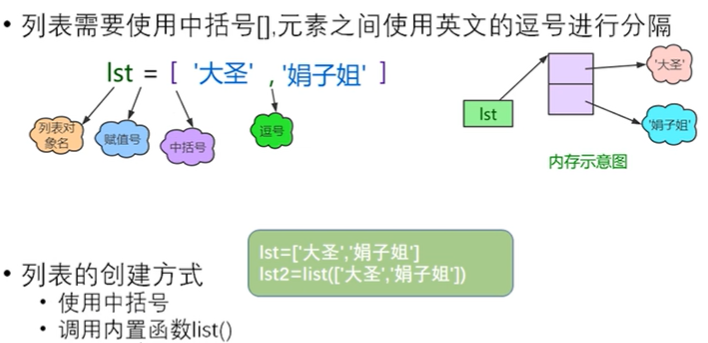 • 列表需要使用中括号[],元素之间使用英文的逗号进行分隔
lst = [ '大圣' , '娟子姐' ]
列表对
象名
赋值号
中括号
逗号
lst
'大圣'
'娟子姐'
内存示意图
lst=['大圣','娟子姐']
lst2=list(['大圣','娟子姐'])
• 列表的创建方式
• 使用中括号
• 调用内置函数list()